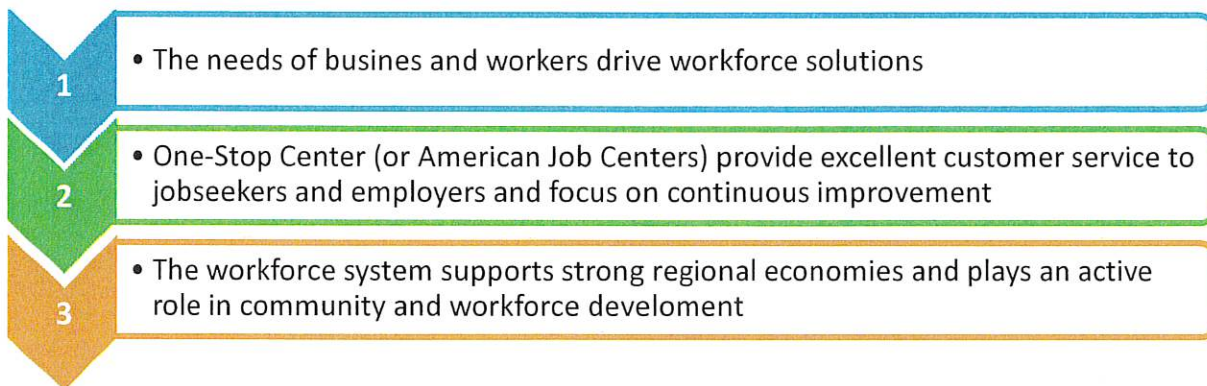 1
• The needs of busines and workers drive workforce solutions
2
• One-Stop Center (or American Job Centers) provide excellent customer service to
jobseekers and employers and focus on continuous improvement
3
• The workforce system supports strong regional economies and plays an active
role in community and workforce develoment